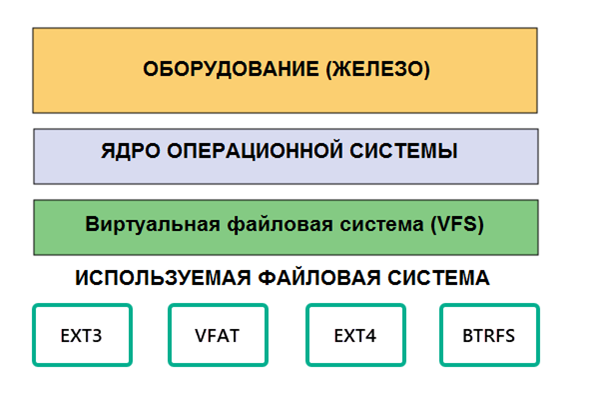 ОБОРУДОВАНИЕ (ЖЕЛЕЗО)
ЯДРО ОПЕРАЦИОННОЙ СИСТЕМЫ
Виртуальная файловая система (VFS)
ИСПОЛЬЗУЕМАЯ ФАЙЛОВАЯ СИСТЕМА
EXT3
VFAT
EXT4
BTRFS